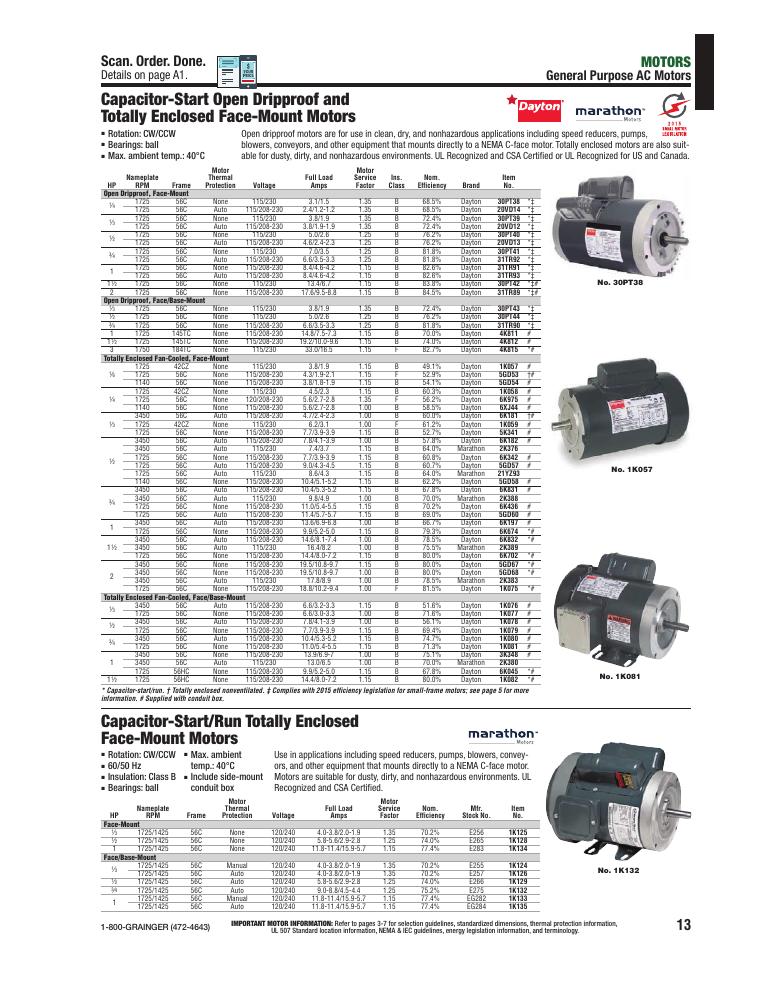 Scan. Order. Done.
Details on page A1.
$ YOUR PRICE
MOTORS
General Purpose AC Motors
Capacitor-Start Open Dripproof and
Totally Enclosed Face-Mount Motors
Dayton
marathon
Motors
2015
SMALL MOTOR
LEGISLATION
▪ Rotation: CW/CCW
▪ Bearings: ball
▪ Max. ambient temp.: 40°C
Open dripproof motors are for use in clean, dry, and nonhazardous applications including speed reducers, pumps,
blowers, conveyors, and other equipment that mounts directly to a NEMA C-face motor. Totally enclosed motors are also suit-
able for dusty, dirty, and nonhazardous environments. UL Recognized and CSA Certified or UL Recognized for US and Canada.
HP Nameplate RPM Frame Motor Thermal Protection Voltage Full Load Amps Motor Service Factor Ins. Class Nom. Efficiency Brand Item No.
Open Dripproof, Face-Mount
1725 56C None 115/230 3.1/1.5 1.35 B 68.5% Dayton 30PT38 *‡
¼ 1725 56C Auto 115/208-230 2.4/1.2-1.2 1.35 B 68.5% Dayton 20VD14 *‡
1725 56C None 115/230 3.8/1.9 1.35 B 72.4% Dayton 30PT39 *‡
⅓ 1725 56C Auto 115/208-230 3.8/1.9-1.9 1.35 B 72.4% Dayton 20VD12 *‡
1725 56C None 115/230 5.0/2.6 1.25 B 76.2% Dayton 30PT40 *‡
½ 1725 56C Auto 115/208-230 4.6/2.4-2.3 1.25 B 76.2% Dayton 20VD13 *‡
1725 56C None 115/230 7.0/3.5 1.25 B 81.8% Dayton 30PT41 *‡
¾ 1725 56C Auto 115/208-230 6.6/3.5-3.3 1.25 B 81.8% Dayton 31TR92 *‡
1725 56C None 115/208-230 8.4/4.6-4.2 1.15 B 82.6% Dayton 31TR91 *‡
1 1725 56C Auto 115/208-230 8.4/4.6-4.2 1.15 B 82.6% Dayton 31TR93 *‡
1½ 1725 56C None 115/230 13.4/6.7 1.15 B 83.8% Dayton 30PT42 *‡#
2 1725 56C None 115/208-230 17.6/9.5-8.8 1.15 B 84.5% Dayton 31TR89 *‡#
Open Dripproof, Face/Base-Mount
⅓ 1725 56C None 115/230 3.8/1.9 1.35 B 72.4% Dayton 30PT43 *‡
½ 1725 56C None 115/230 5.0/2.6 1.25 B 76.2% Dayton 30PT44 *‡
¾ 1725 56C None 115/208-230 6.6/3.5-3.3 1.25 B 81.8% Dayton 31TR90 *‡
1 1725 145TC None 115/208-230 14.8/7.5-7.3 1.15 B 70.0% Dayton 4K811 #
1½ 1725 145TC None 115/208-230 19.2/10.0-9.6 1.15 B 74.0% Dayton 4K812 #
3 1750 184TC None 115/230 33.0/16.5 1.15 F 82.7% Dayton 4K815 *#
Totally Enclosed Fan-Cooled, Face-Mount
1725 42CZ None 115/230 3.8/1.9 1.15 B 49.1% Dayton 1K057 #
⅙ 1725 56C None 115/208-230 4.3/1.9-2.1 1.15 F 52.9% Dayton 5GD53 †#
1140 56C None 115/208-230 3.8/1.8-1.9 1.15 B 54.1% Dayton 5GD54 #
1725 42CZ None 115/230 4.5/2.3 1.15 B 60.3% Dayton 1K058 #
¼ 1725 56C None 120/208-230 5.6/2.7-2.8 1.35 F 56.2% Dayton 6K975 #
1140 56C None 115/208-230 5.6/2.7-2.8 1.00 B 58.5% Dayton 6XJ44 #
3450 56C Auto 115/208-230 4.7/2.4-2.3 1.00 B 60.0% Dayton 6K181 †#
⅓ 1725 42CZ None 115/230 6.2/3.1 1.00 F 61.2% Dayton 1K059 #
1725 56C None 115/208-230 7.7/3.9-3.9 1.15 B 52.7% Dayton 5K341 #
3450 56C Auto 115/208-230 7.8/4.1-3.9 1.00 B 57.8% Dayton 6K182 #
3450 56C Auto 115/230 7.4/3.7 1.15 B 64.0% Marathon 2K376
½ 1725 56C None 115/208-230 7.7/3.9-3.9 1.15 B 60.8% Dayton 6K342 #
1725 56C Auto 115/208-230 9.0/4.3-4.5 1.15 B 60.7% Dayton 5GD57 #
1725 56C Auto 115/230 8.6/4.3 1.15 B 64.0% Dayton 21YZ93
1140 56C None 115/208-230 10.4/5.1-5.2 1.15 B 62.2% Dayton 5GD58 #
3450 56C Auto 115/208-230 10.4/5.3-5.2 1.15 B 67.8% Dayton 6K831 #
¾ 3450 56C Auto 115/230 9.8/4.9 1.00 B 70.0% Marathon 2K388
1725 56C None 115/208-230 11.0/5.4-5.5 1.15 B 70.2% Dayton 6K436 #
1725 56C Auto 115/208-230 11.4/5.7-5.7 1.15 B 69.0% Dayton 5GD60 #
3450 56C Auto 115/208-230 13.6/6.9-6.8 1.00 B 66.7% Dayton 6K197 #
1 1725 56C None 115/208-230 9.9/5.2-5.0 1.15 B 79.3% Dayton 6K674 *#
3450 56C Auto 115/208-230 14.6/8.1-7.4 1.00 B 78.5% Dayton 6K832 *#
1½ 3450 56C Auto 115/230 16.4/8.2 1.00 B 75.5% Marathon 2K389
1725 56C None 115/208-230 14.4/8.0-7.2 1.15 B 80.0% Dayton 6K702 *#
3450 56C None 115/208-230 19.5/10.8-9.7 1.15 B 80.0% Dayton 5GD67 *#
2 3450 56C Auto 115/208-230 19.5/10.8-9.7 1.00 B 80.0% Dayton 5GD68 *#
3450 56C Auto 115/230 17.8/8.9 1.00 B 78.5% Marathon 2K383
1725 56C None 115/208-230 18.8/10.2-9.4 1.00 F 81.5% Dayton 1K075 *#
Totally Enclosed Fan-Cooled, Face/Base-Mount
⅓ 3450 56C Auto 115/208-230 6.6/3.2-3.3 1.15 B 51.6% Dayton 1K076 #
1725 56C None 115/208-230 6.6/3.0-3.3 1.00 B 71.6% Dayton 1K077 #
½ 3450 56C Auto 115/208-230 7.8/4.1-3.9 1.00 B 56.1% Dayton 1K078 #
1725 56C None 115/208-230 7.7/3.9-3.9 1.15 B 69.4% Dayton 1K079 #
¾ 3450 56C Auto 115/208-230 10.4/5.3-5.2 1.15 B 74.7% Dayton 1K080 #
1725 56C None 115/208-230 11.0/5.4-5.5 1.15 B 71.3% Dayton 1K081 #
3450 56C None 115/208-230 13.9/6.9-7 1.00 B 75.1% Dayton 3K348 #
1 3450 56C Auto 115/230 13.0/6.5 1.00 B 70.0% Marathon 2K380
1725 56HC None 115/208-230 9.9/5.2-5.0 1.15 B 67.8% Dayton 6K045 *#
1½ 1725 56HC None 115/208-230 14.4/8.0-7.2 1.15 B 80.0% Dayton 1K082 *#
* Capacitor-start/run. † Totally enclosed nonventilated. ‡ Complies with 2015 efficiency legislation for small-frame motors; see page 5 for more
information. # Supplied with conduit box.
No. 30PT38
No. 1K057
No. 1K081
Capacitor-Start/Run Totally Enclosed
Face-Mount Motors
marathon
Motors
▪ Rotation: CW/CCW
▪ 60/50 Hz
▪ Insulation: Class B
▪ Bearings: ball
▪ Max. ambient
temp.: 40°C
▪ Include side-mount
conduit box
Use in applications including speed reducers, pumps, blowers, convey-
ors, and other equipment that mounts directly to a NEMA C-face motor.
Motors are suitable for dusty, dirty, and nonhazardous environments. UL
Recognized and CSA Certified.
HP Nameplate RPM Frame Motor Thermal Protection Voltage Full Load Amps Motor Service Factor Nom. Efficiency Mfr. Stock No. Item No.
Face-Mount
⅓ 1725/1425 56C None 120/240 4.0-3.8/2.0-1.9 1.35 70.2% E256 1K125
½ 1725/1425 56C None 120/240 5.8-5.6/2.9-2.8 1.25 74.0% E265 1K128
1 1725/1425 56C None 120/240 11.8-11.4/15.9-5.7 1.15 77.4% E283 1K134
Face/Base-Mount
⅓ 1725/1425 56C Manual 120/240 4.0-3.8/2.0-1.9 1.35 70.2% E255 1K124
1725/1425 56C Auto 120/240 4.0-3.8/2.0-1.9 1.35 70.2% E257 1K126
½ 1725/1425 56C Auto 120/240 5.8-5.6/2.9-2.8 1.25 74.0% E266 1K129
¾ 1725/1425 56C Auto 120/240 9.0-8.8/4.5-4.4 1.25 75.2% E275 1K132
1 1725/1425 56C Manual 120/240 11.8-11.4/15.9-5.7 1.15 77.4% EG282 1K133
1725/1425 56C Auto 120/240 11.8-11.4/15.9-5.7 1.15 77.4% EG284 1K135
No. 1K132
1-800-GRAINGER (472-4643)
IMPORTANT MOTOR INFORMATION: Refer to pages 3-7 for selection guidelines, standardized dimensions, thermal protection information,
UL 507 Standard location information, NEMA & IEC guidelines, energy legislation information, and terminology.
13